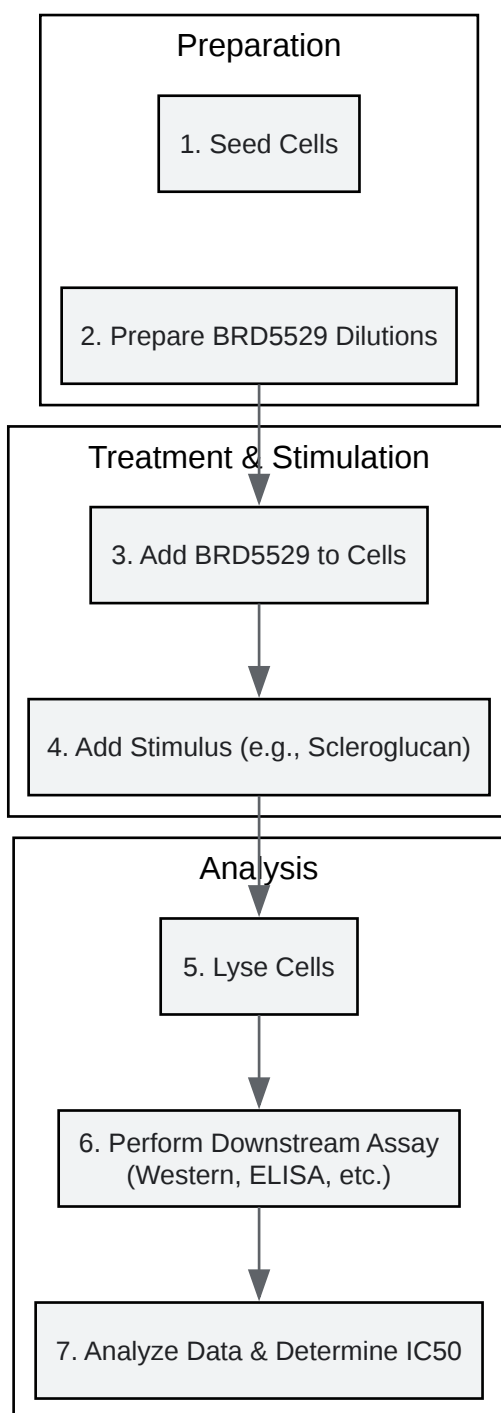 Preparation
1. Seed Cells
2. Prepare BRD5529 Dilutions
Treatment & Stimulation
3. Add BRD5529 to Cells
4. Add Stimulus (e.g., Scleroglucan)
Analysis
5. Lyse Cells
6. Perform Downstream Assay
(Western, ELISA, etc.)
7. Analyze Data & Determine IC50